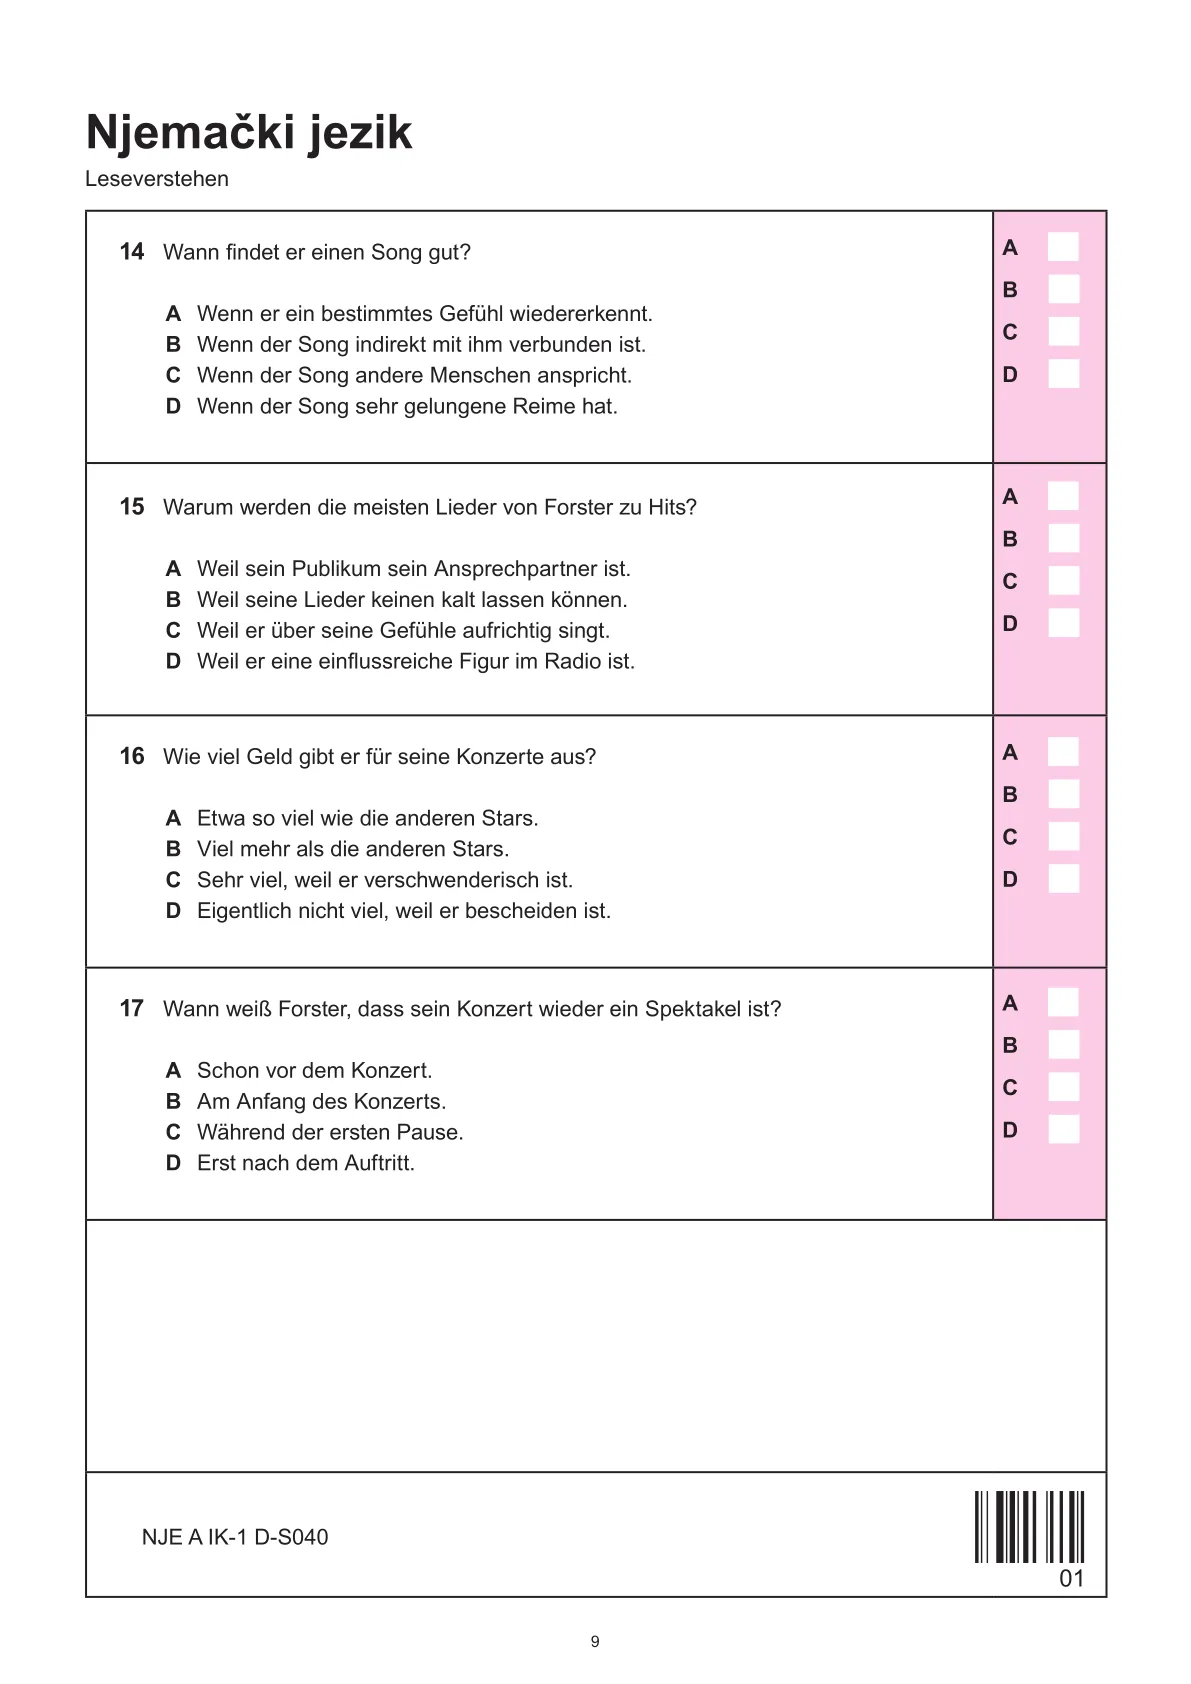 Njemački jezik
Leseverstehen
14 Wann findet er einen Song gut?
A Wenn er ein bestimmtes Gefühl wiedererkennt.
B Wenn der Song indirekt mit ihm verbunden ist.
C Wenn der Song andere Menschen anspricht.
D Wenn der Song sehr gelungene Reime hat.
A
B
C
D
15 Warum werden die meisten Lieder von Forster zu Hits?
A Weil sein Publikum sein Ansprechpartner ist.
B Weil seine Lieder keinen kalt lassen können.
C Weil er über seine Gefühle aufrichtig singt.
D Weil er eine einflussreiche Figur im Radio ist.
A
B
C
D
16 Wie viel Geld gibt er für seine Konzerte aus?
A Etwa so viel wie die anderen Stars.
B Viel mehr als die anderen Stars.
C Sehr viel, weil er verschwenderisch ist.
D Eigentlich nicht viel, weil er bescheiden ist.
A
B
C
D
17 Wann weiß Forster, dass sein Konzert wieder ein Spektakel ist?
A Schon vor dem Konzert.
B Am Anfang des Konzerts.
C Während der ersten Pause.
D Erst nach dem Auftritt.
A
B
C
D
NJE A IK-1 D-S040
01
9